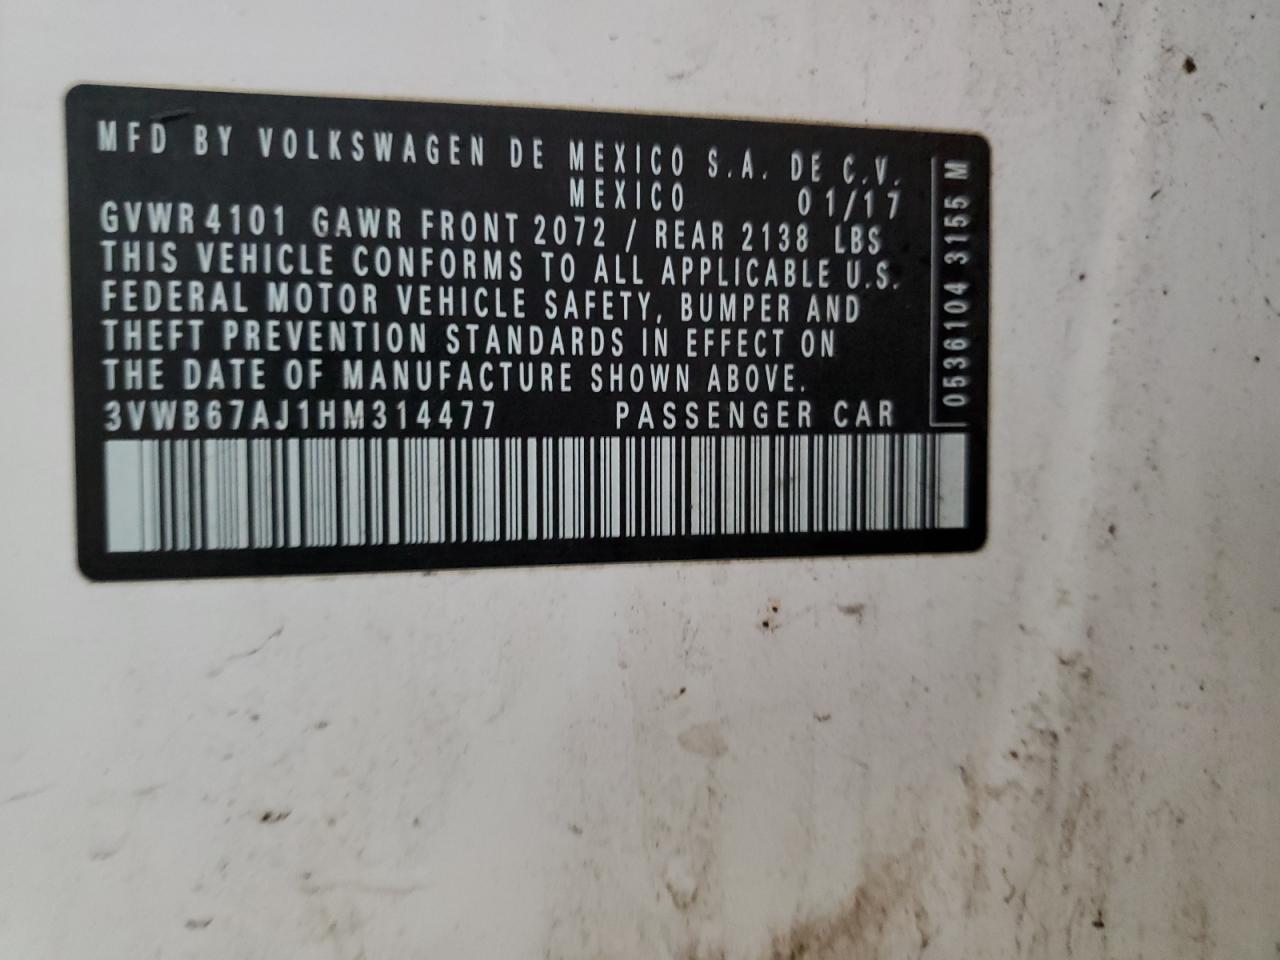 MFD BY VOLKSWAGEN DE MEXICO S.A. DE C.V.
MEXICO 01/17
GVWR 4101 GAWR FRONT 2072 / REAR 2138 LBS
THIS VEHICLE CONFORMS TO ALL APPLICABLE U.S.
FEDERAL MOTOR VEHICLE SAFETY, BUMPER AND
THEFT PREVENTION STANDARDS IN EFFECT ON
THE DATE OF MANUFACTURE SHOWN ABOVE.
3VWB67AJ1HM314477 PASSENGER CAR
0536104 3155 M